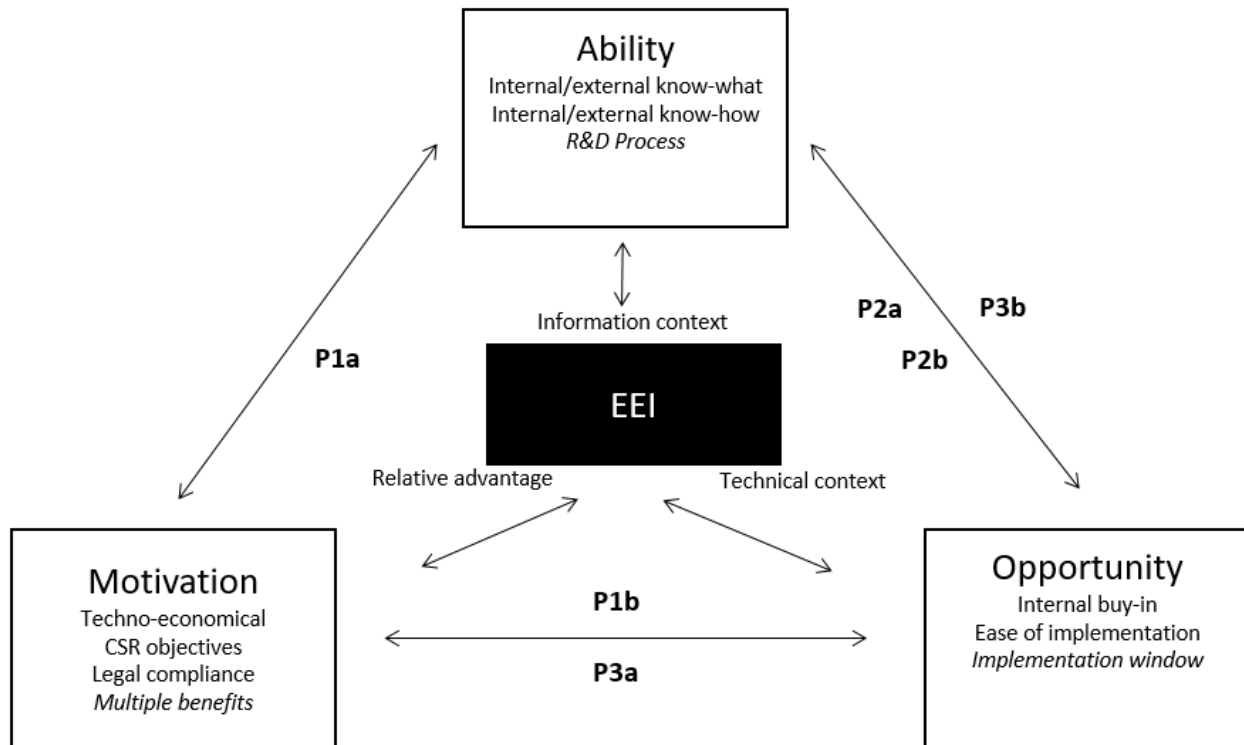 Ability
Internal/external know-what
Internal/external know-how
R&D Process
P2a
P3b
Information context
P1a
P2b
EEI
Relative advantage
Technical context
Motivation
Techno-economical
CSR objectives
Legal compliance
Multiple benefits
P1b
P3a
Opportunity
Internal buy-in
Ease of implementation
Implementation window